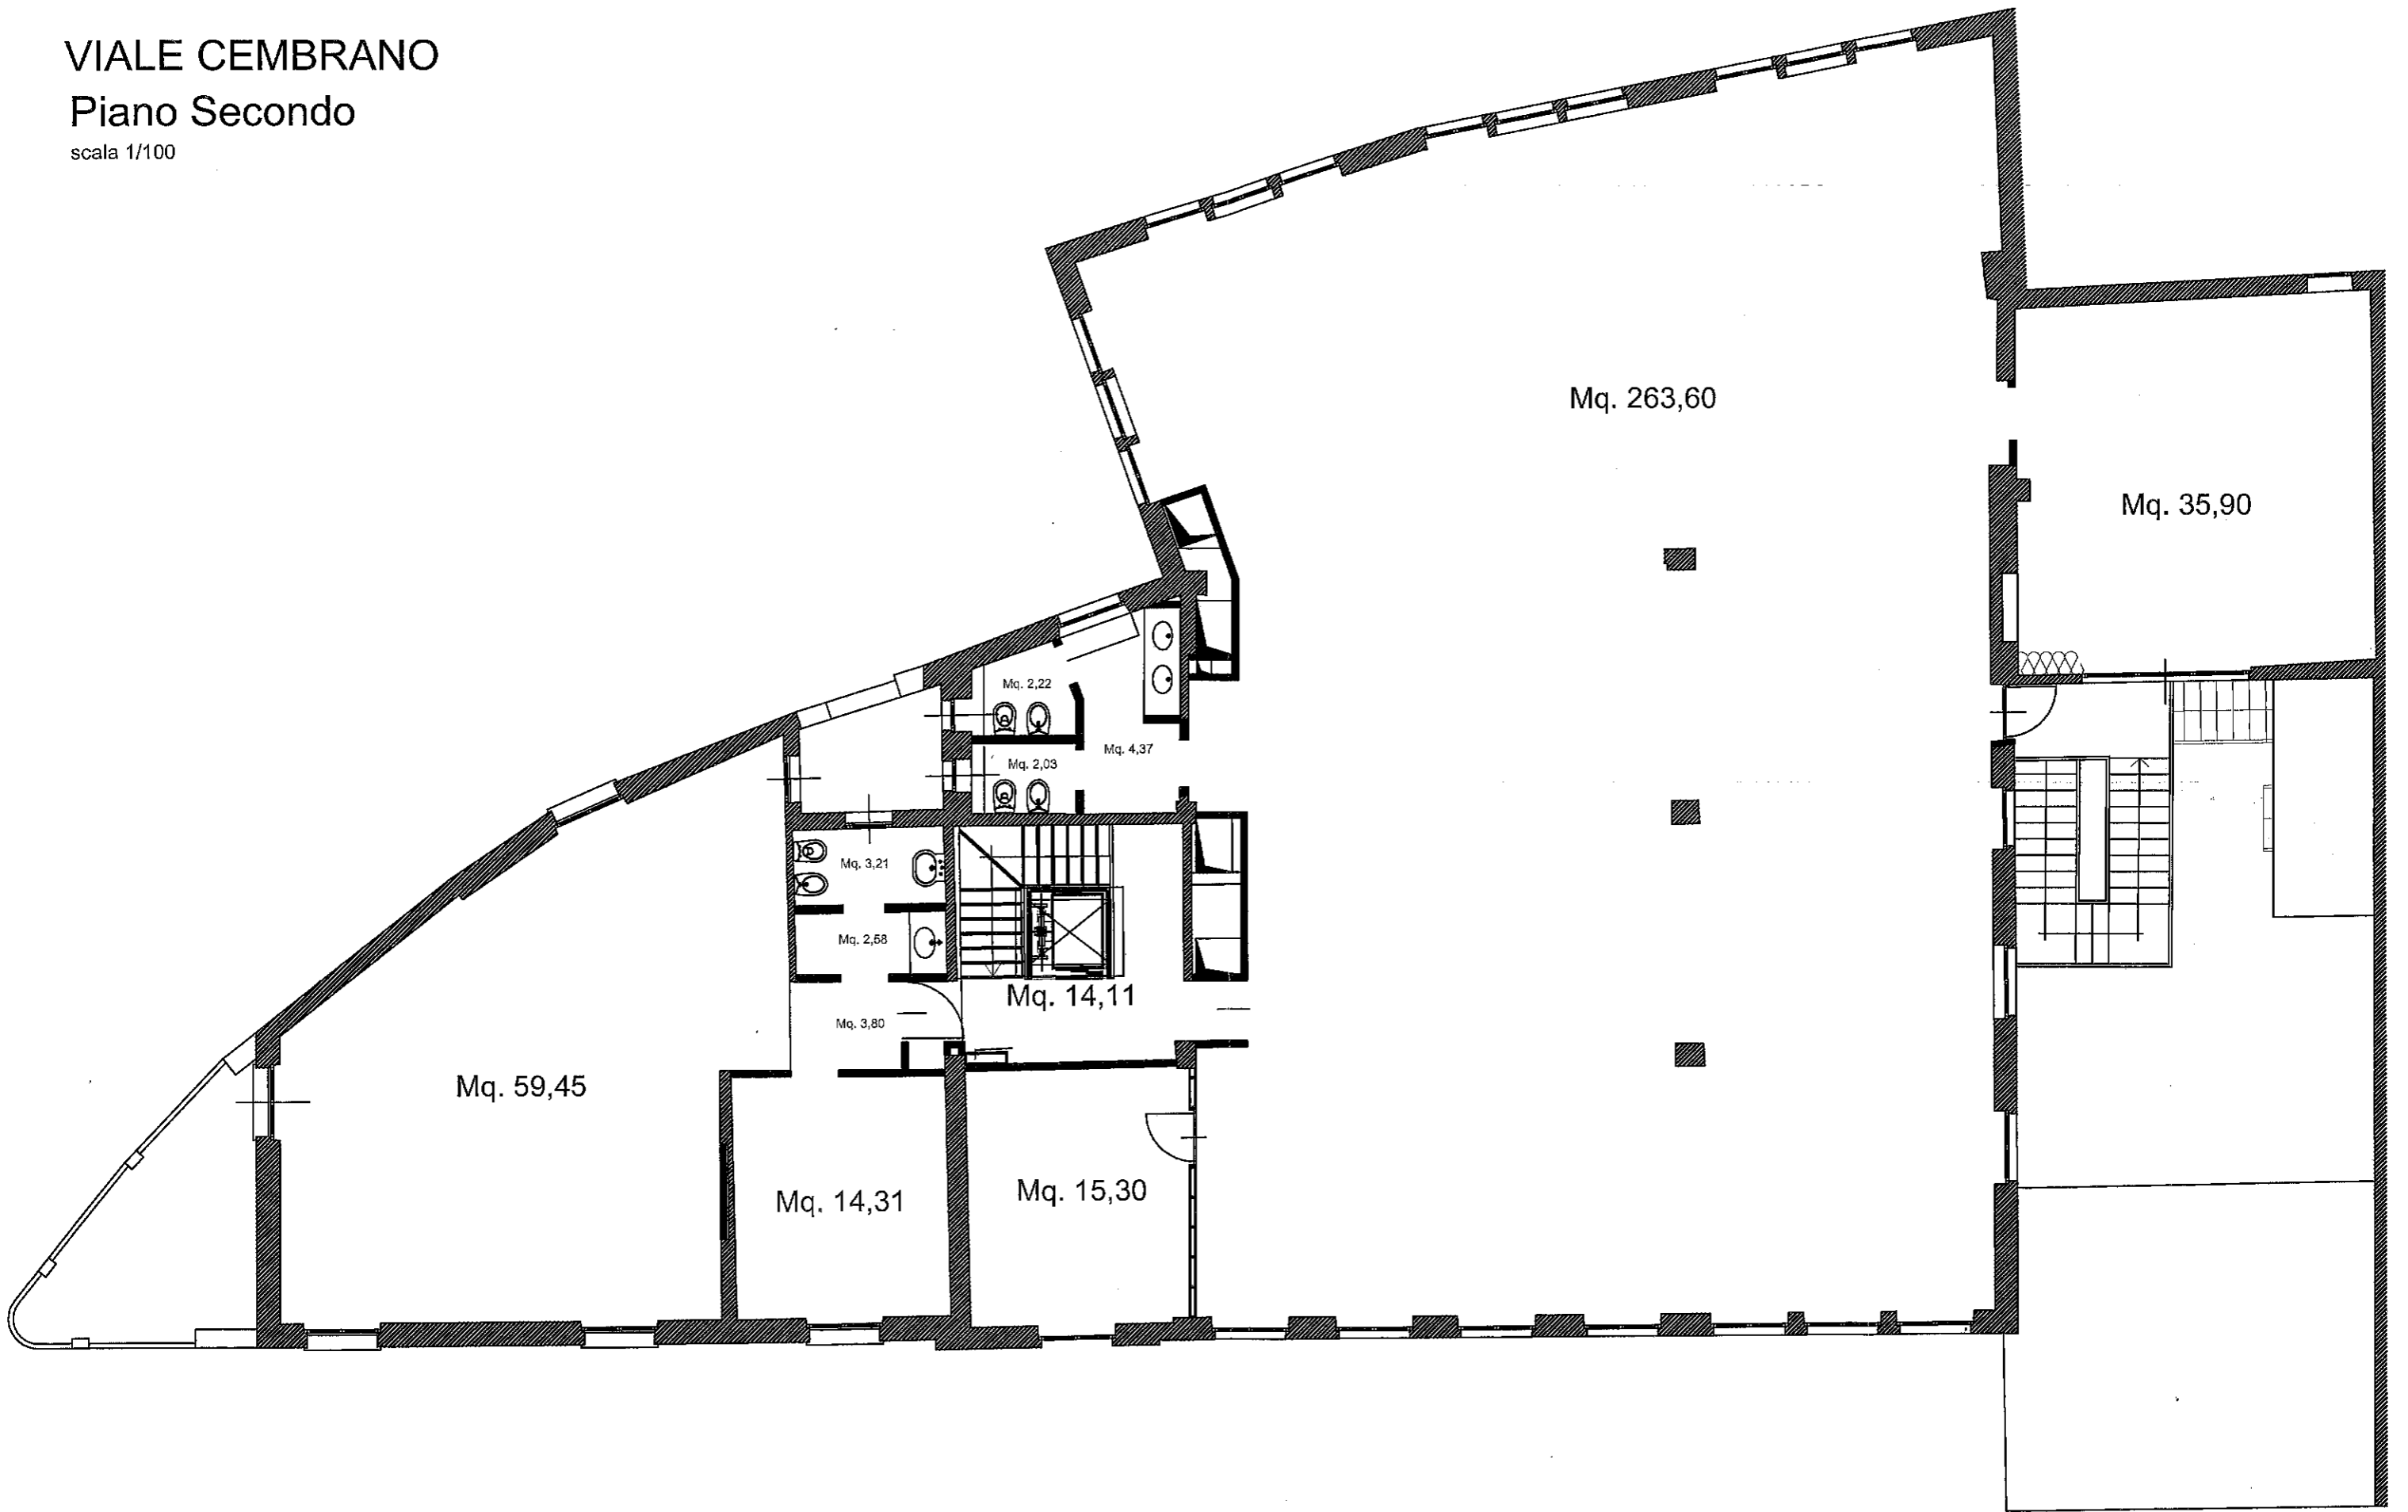 VIALE CEMBRANO
Piano Secondo
scala 1/100
Mq. 263,60
Mq. 35,90
Mq. 2,22
Mq. 4,37
Mq. 2,03
Mq. 3,21
Mq. 2,58
Mq. 14,11
Mq. 3,80
Mq. 59,45
Mq. 15,30
Mq. 14,31